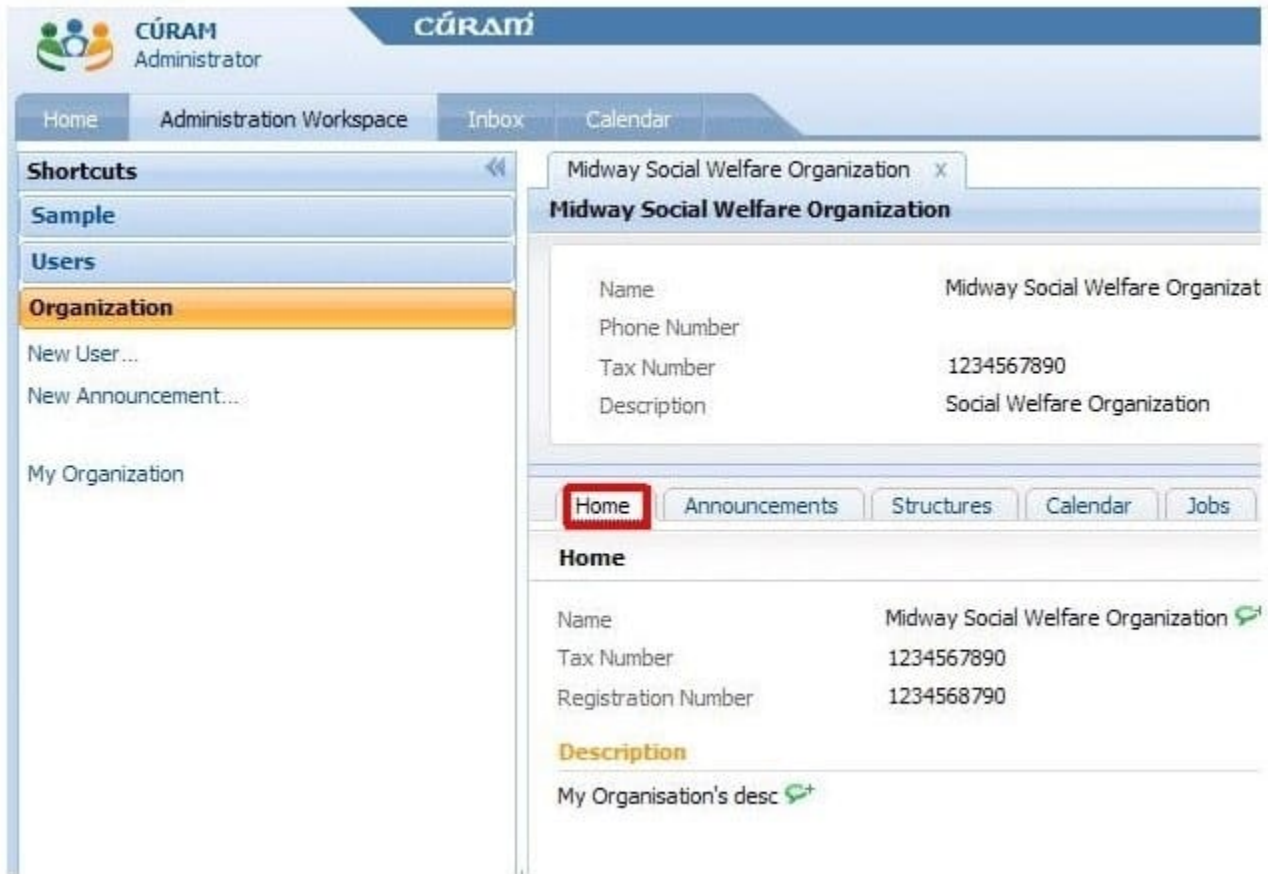 CÚRAM
Administrator
CÚRAM
Home Administration Workspace Inbox Calendar
Shortcuts
Sample
Users
Organization
New User...
New Announcement...
My Organization
Midway Social Welfare Organization x
Midway Social Welfare Organization
Name Midway Social Welfare Organizat
Phone Number
Tax Number 1234567890
Description Social Welfare Organization
Home Announcements Structures Calendar Jobs
Home
Name Midway Social Welfare Organization
Tax Number 1234567890
Registration Number 1234568790
Description
My Organisation's desc